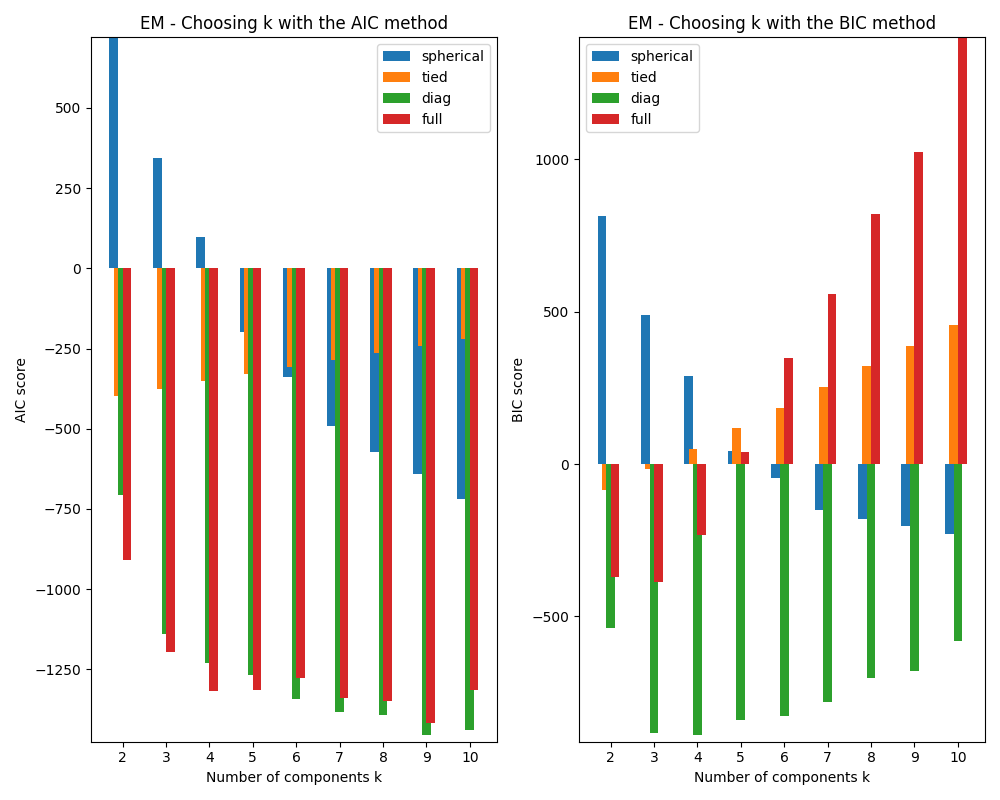 EM - Choosing k with the AIC method
AIC score
500
250
0
−250
−500
−750
−1000
−1250
spherical
tied
diag
full
2 3 4 5 6 7 8 9 10
Number of components k
EM - Choosing k with the BIC method
BIC score
1000
500
0
−500
spherical
tied
diag
full
2 3 4 5 6 7 8 9 10
Number of components k